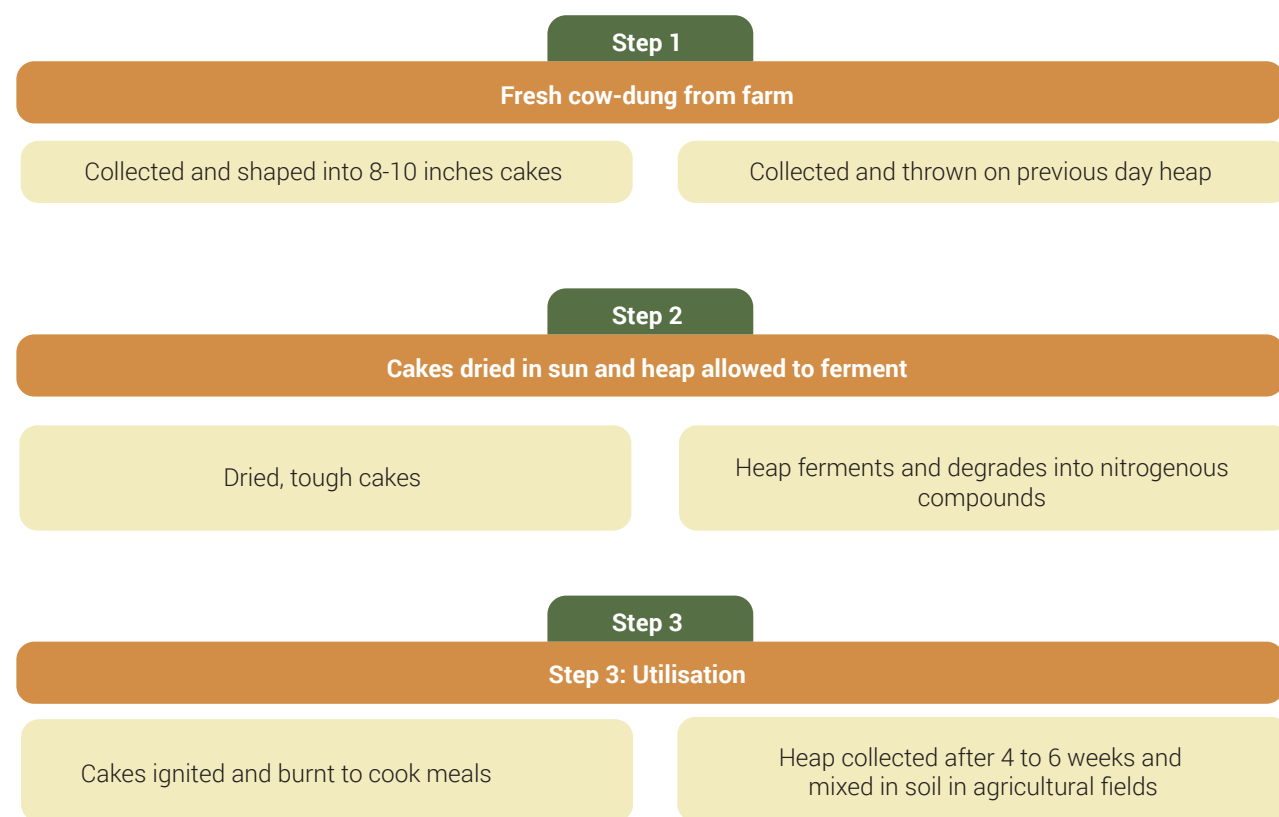 Step 1
Fresh cow-dung from farm
Collected and shaped into 8-10 inches cakes
Collected and thrown on previous day heap
Step 2
Cakes dried in sun and heap allowed to ferment
Dried, tough cakes
Heap ferments and degrades into nitrogenous
compounds
Step 3
Step 3: Utilisation
Cakes ignited and burnt to cook meals
Heap collected after 4 to 6 weeks and
mixed in soil in agricultural fields